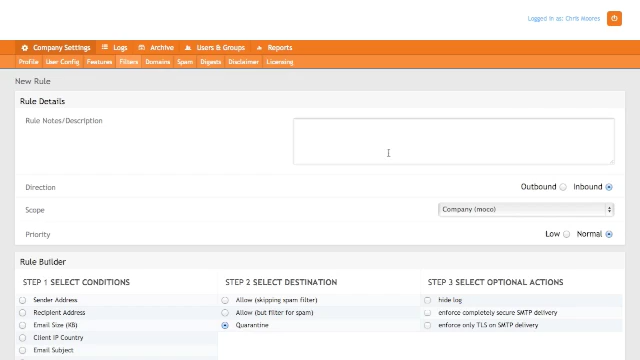 Logged in as: Chris Moores
Company Settings Logs Archive Users & Groups Reports
Profile User Config Features Filters Domains Spam Digests Disclaimer Licensing
New Rule
Rule Details
Rule Notes/Description
Direction Outbound Inbound
Scope Company (moco)
Priority Low Normal
Rule Builder
STEP 1 SELECT CONDITIONS STEP 2 SELECT DESTINATION STEP 3 SELECT OPTIONAL ACTIONS
Sender Address Allow (skipping spam filter) hide log
Recipient Address Allow (but filter for spam) enforce completely secure SMTP delivery
Email Size (KB) Quarantine enforce only TLS on SMTP delivery
Client IP Country
Email Subject